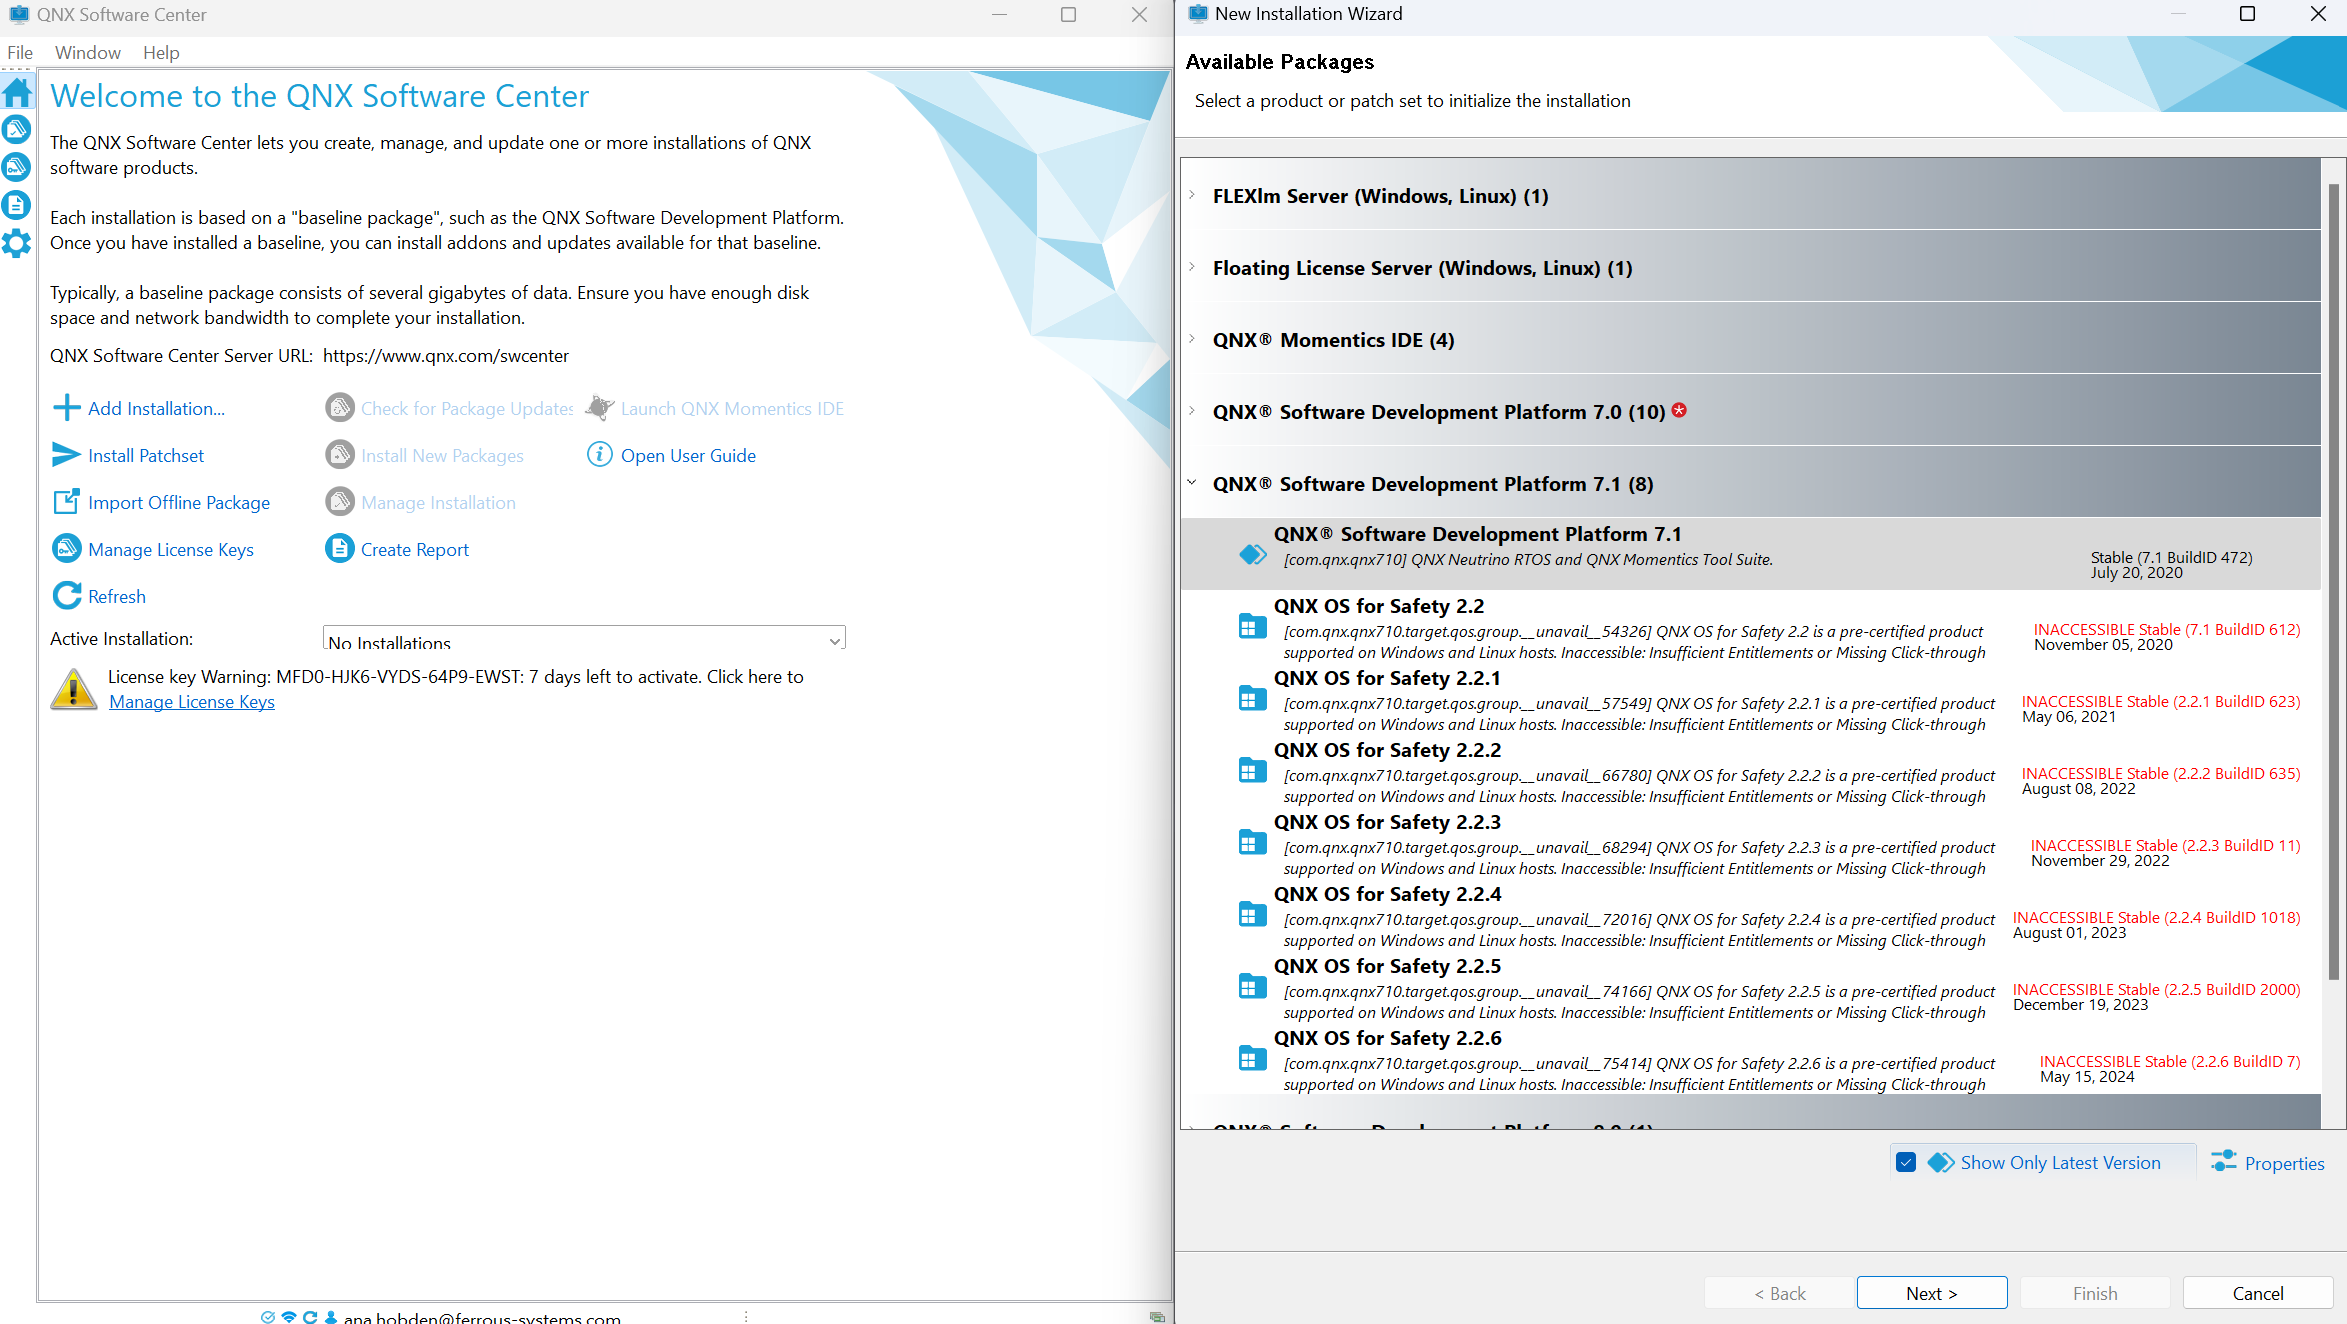 QNX Software Center
File Window Help
Welcome to the QNX Software Center
The QNX Software Center lets you create, manage, and update one or more installations of QNX
software products.
Each installation is based on a "baseline package", such as the QNX Software Development Platform.
Once you have installed a baseline, you can install addons and updates available for that baseline.
Typically, a baseline package consists of several gigabytes of data. Ensure you have enough disk
space and network bandwidth to complete your installation.
QNX Software Center Server URL: https://www.qnx.com/swcenter
Add Installation... Check for Package Updates Launch QNX Momentics IDE
Install Patchset Install New Packages Open User Guide
Import Offline Package Manage Installation
Manage License Keys Create Report
Refresh
Active Installation: No Installations
License key Warning: MFD0-HJK6-VYDS-64P9-EWST: 7 days left to activate. Click here to
Manage License Keys
ana.hobden@ferrous-systems.com
New Installation Wizard
Available Packages
Select a product or patch set to initialize the installation
FLEXlm Server (Windows, Linux) (1)
Floating License Server (Windows, Linux) (1)
QNX® Momentics IDE (4)
QNX® Software Development Platform 7.0 (10)
QNX® Software Development Platform 7.1 (8)
QNX® Software Development Platform 7.1
[com.qnx.qnx710] QNX Neutrino RTOS and QNX Momentics Tool Suite.
Stable (7.1 BuildID 472)
July 20, 2020
QNX OS for Safety 2.2
[com.qnx.qnx710.target.qos.group.__unavail__54326] QNX OS for Safety 2.2 is a pre-certified product
supported on Windows and Linux hosts. Inaccessible: Insufficient Entitlements or Missing Click-through
INACCESSIBLE Stable (7.1 BuildID 612)
November 05, 2020
QNX OS for Safety 2.2.1
[com.qnx.qnx710.target.qos.group.__unavail__57549] QNX OS for Safety 2.2.1 is a pre-certified product
supported on Windows and Linux hosts. Inaccessible: Insufficient Entitlements or Missing Click-through
INACCESSIBLE Stable (2.2.1 BuildID 623)
May 06, 2021
QNX OS for Safety 2.2.2
[com.qnx.qnx710.target.qos.group.__unavail__66780] QNX OS for Safety 2.2.2 is a pre-certified product
supported on Windows and Linux hosts. Inaccessible: Insufficient Entitlements or Missing Click-through
INACCESSIBLE Stable (2.2.2 BuildID 635)
August 08, 2022
QNX OS for Safety 2.2.3
[com.qnx.qnx710.target.qos.group.__unavail__68294] QNX OS for Safety 2.2.3 is a pre-certified product
supported on Windows and Linux hosts. Inaccessible: Insufficient Entitlements or Missing Click-through
INACCESSIBLE Stable (2.2.3 BuildID 11)
November 29, 2022
QNX OS for Safety 2.2.4
[com.qnx.qnx710.target.qos.group.__unavail__72016] QNX OS for Safety 2.2.4 is a pre-certified product
supported on Windows and Linux hosts. Inaccessible: Insufficient Entitlements or Missing Click-through
INACCESSIBLE Stable (2.2.4 BuildID 1018)
August 01, 2023
QNX OS for Safety 2.2.5
[com.qnx.qnx710.target.qos.group.__unavail__74166] QNX OS for Safety 2.2.5 is a pre-certified product
supported on Windows and Linux hosts. Inaccessible: Insufficient Entitlements or Missing Click-through
INACCESSIBLE Stable (2.2.5 BuildID 2000)
December 19, 2023
QNX OS for Safety 2.2.6
[com.qnx.qnx710.target.qos.group.__unavail__75414] QNX OS for Safety 2.2.6 is a pre-certified product
supported on Windows and Linux hosts. Inaccessible: Insufficient Entitlements or Missing Click-through
INACCESSIBLE Stable (2.2.6 BuildID 7)
May 15, 2024
QNX® Software Development Platform 8.0 (1)
Show Only Latest Version Properties
< Back Next > Finish Cancel